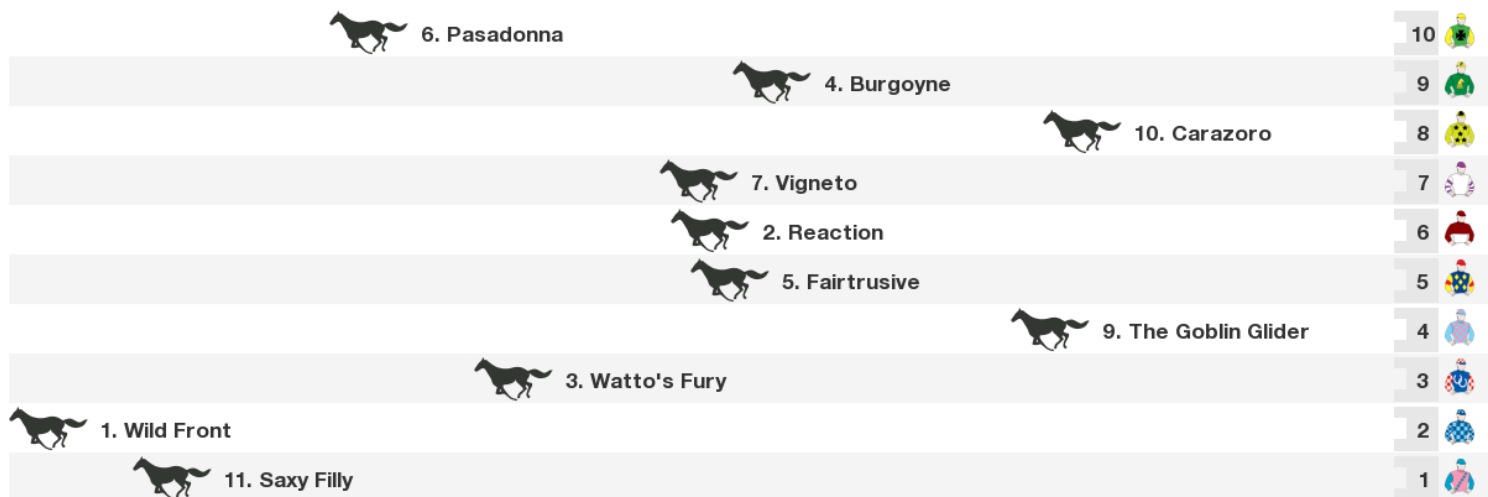 6. Pasadonna 10
4. Burgoyne 9
10. Carazoro 8
7. Vigneto 7
2. Reaction 6
5. Fairtrusive 5
9. The Goblin Glider 4
3. Watto's Fury 3
1. Wild Front 2
11. Saxy Filly 1